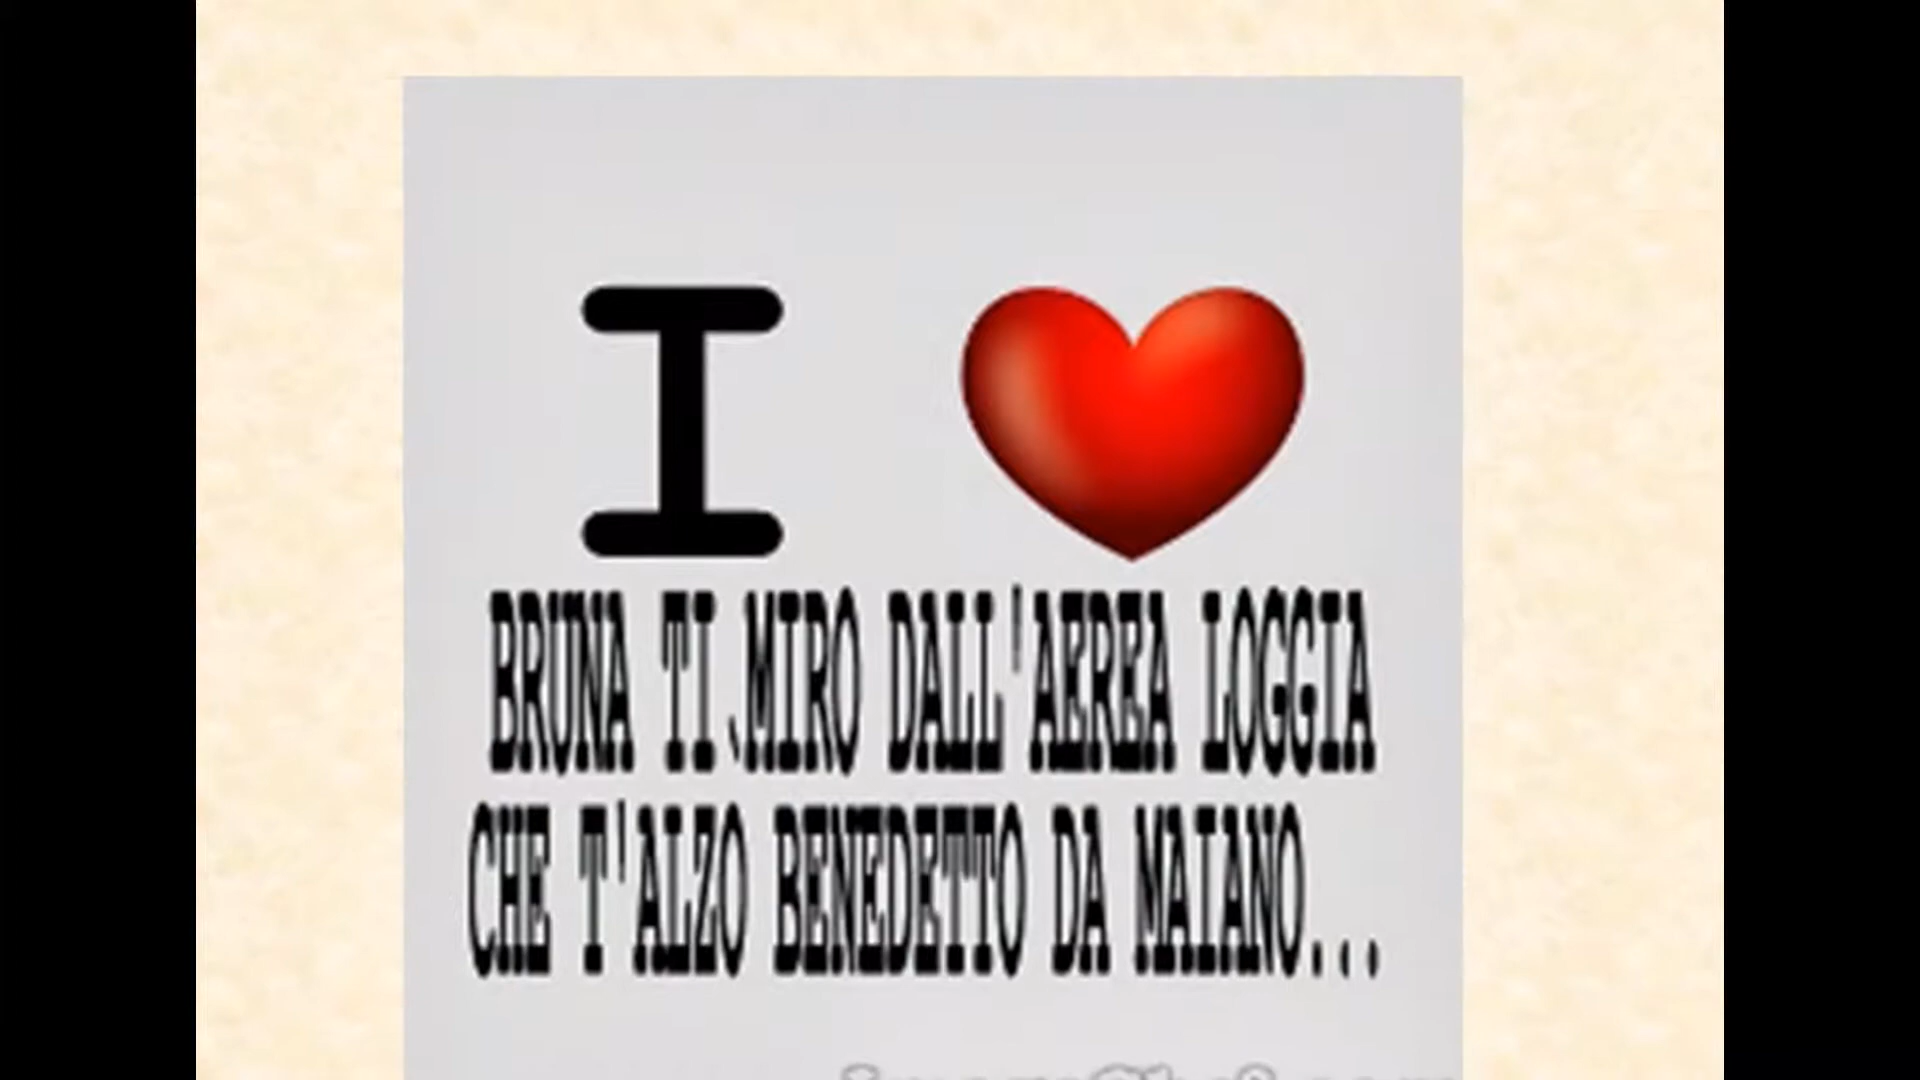 I
BRUNA TI,MIRO DALL'AEREA LOGGIA
CHE T'ALZO BENEDETTO DA MAIANO...